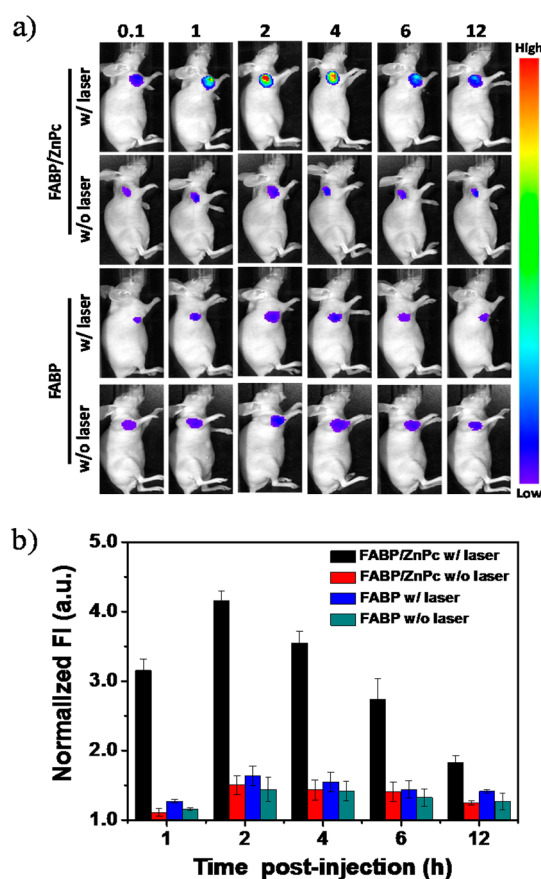 a)
0.1 1 2 4 6 12
High
FABP/ZnPc
w/ laser
w/o laser
FABP
w/ laser
w/o laser
Low
b)
5.0
4.0
3.0
2.0
1.0
Normalized FI (a.u.)
FABP/ZnPc w/ laser
FABP/ZnPc w/o laser
FABP w/ laser
FABP w/o laser
1 2 4 6 12
Time post-injection (h)